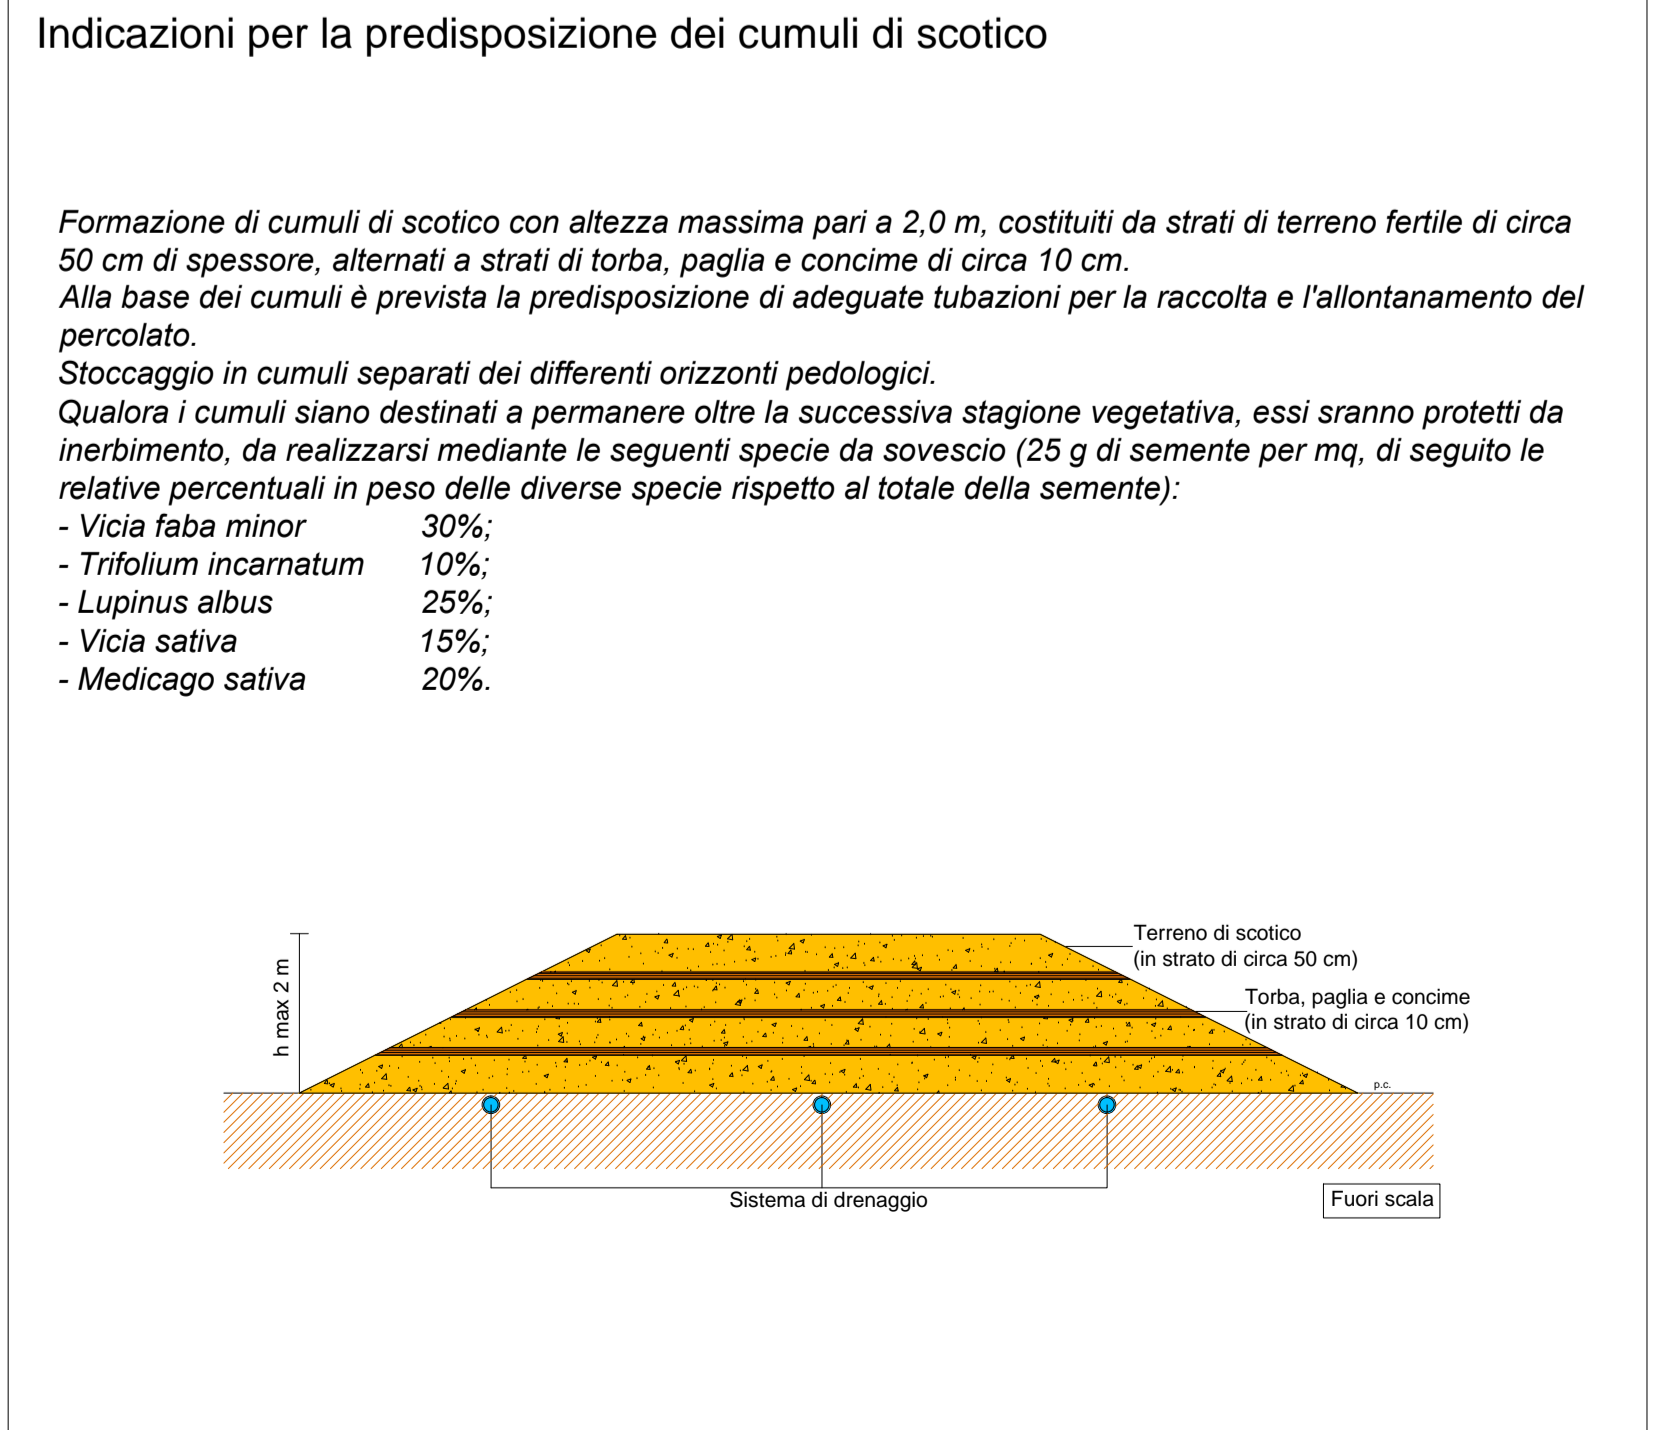 Indicazioni per la predisposizione dei cumuli di scotico
Formazione di cumuli di scotico con altezza massima pari a 2,0 m, costituiti da strati di terreno fertile di circa
50 cm di spessore, alternati a strati di torba, paglia e concime di circa 10 cm.
Alla base dei cumuli è prevista la predisposizione di adeguate tubazioni per la raccolta e l'allontanamento del
percolato.
Stoccaggio in cumuli separati dei differenti orizzonti pedologici.
Qualora i cumuli siano destinati a permanere oltre la successiva stagione vegetativa, essi sranno protetti da
inerbimento, da realizzarsi mediante le seguenti specie da sovescio (25 g di semente per mq, di seguito le
relative percentuali in peso delle diverse specie rispetto al totale della semente):
- Vicia faba minor 30%;
- Trifolium incarnatum 10%;
- Lupinus albus 25%;
- Vicia sativa 15%;
- Medicago sativa 20%.
Terreno di scotico
(in strato di circa 50 cm)
h max 2 m
Torba, paglia e concime
(in strato di circa 10 cm)
p.c.
Sistema di drenaggio
Fuori scala